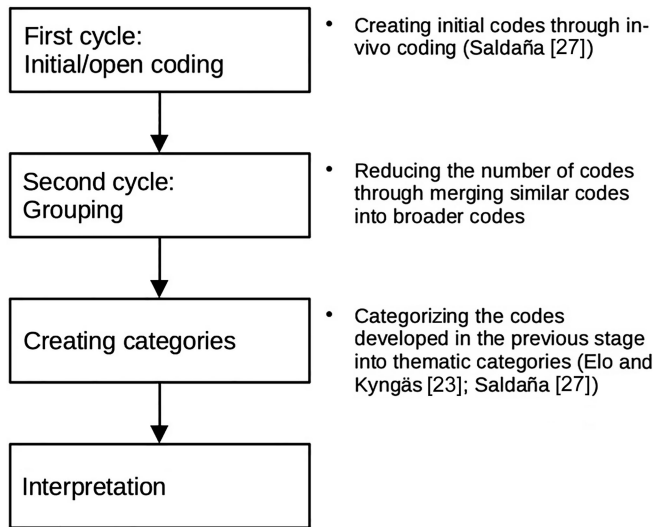 First cycle:
Initial/open coding
• Creating initial codes through in-
vivo coding (Saldaña [27])
Second cycle:
Grouping
• Reducing the number of codes
through merging similar codes
into broader codes
Creating categories
• Categorizing the codes
developed in the previous stage
into thematic categories (Elo and
Kyngäs [23]; Saldaña [27])
Interpretation